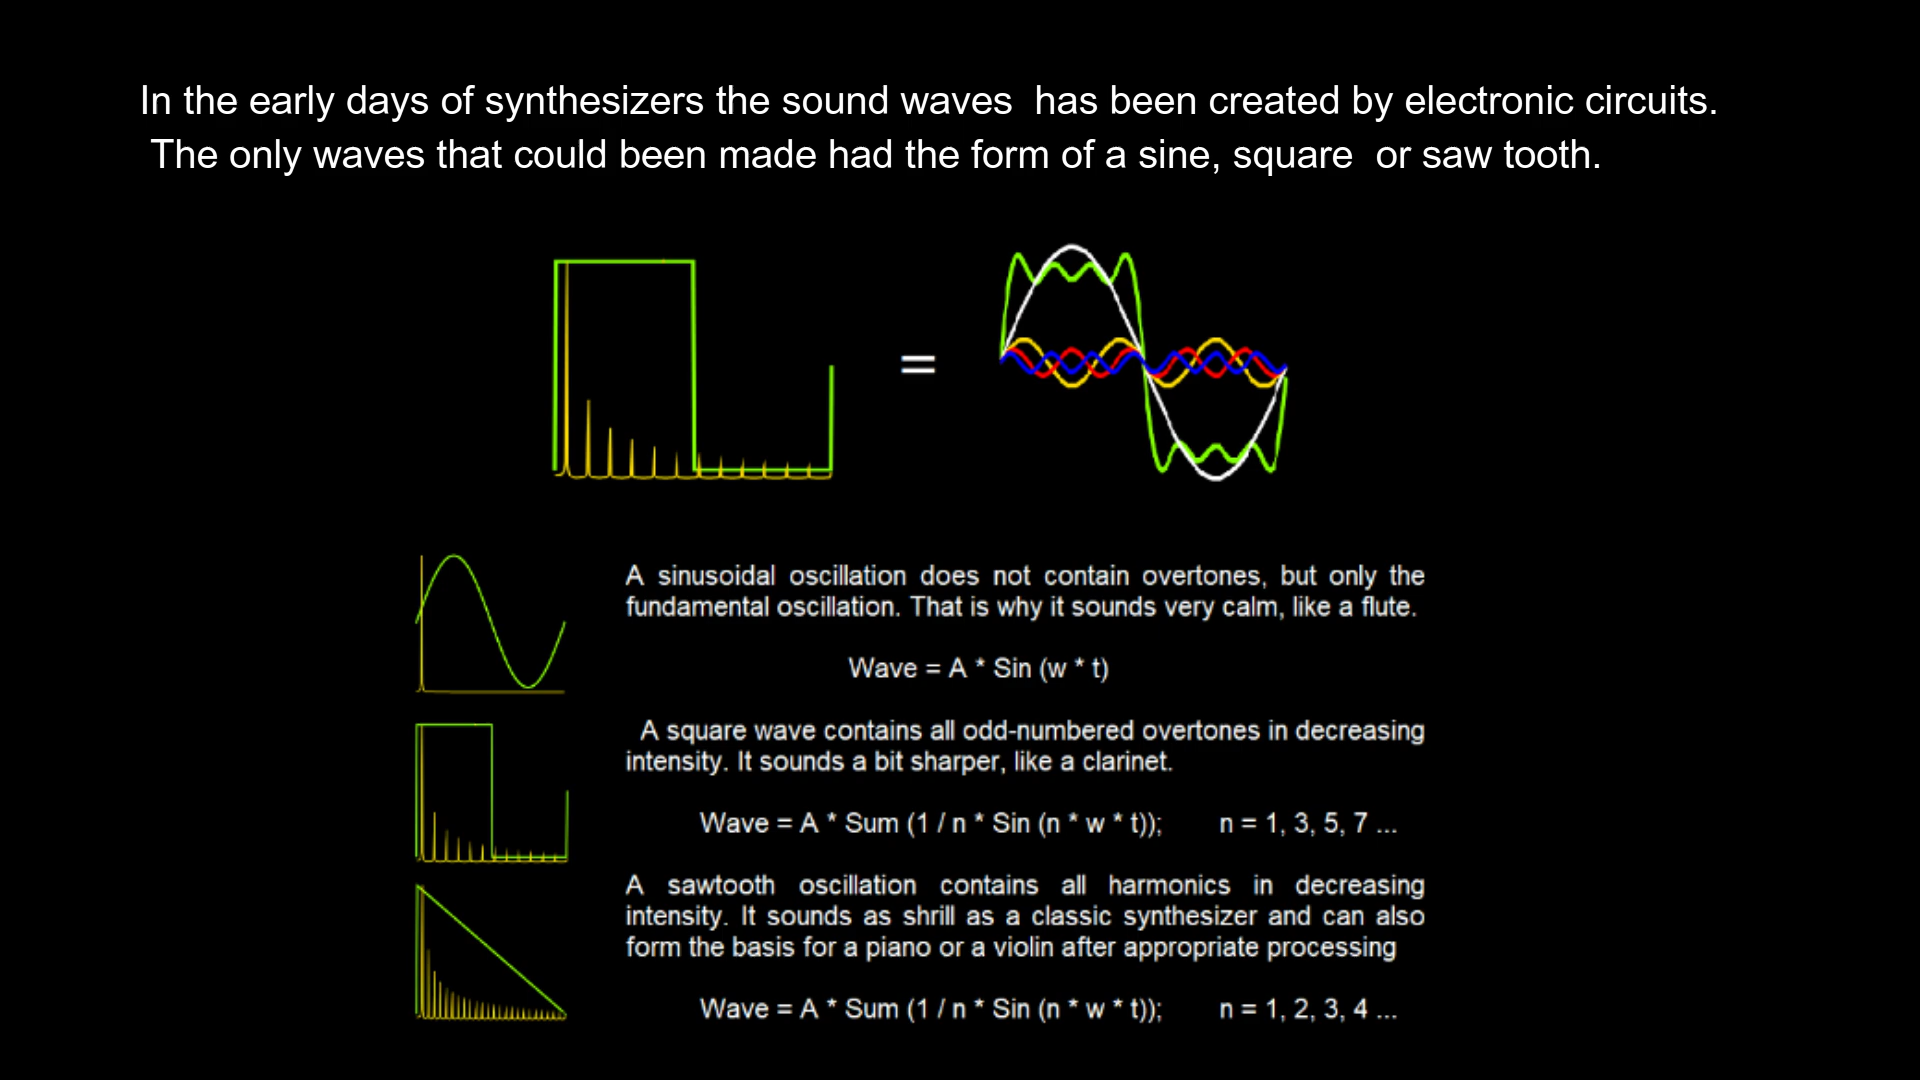 In the early days of synthesizers the sound waves  has been created by electronic circuits.
The only waves that could been made had the form of a sine, square  or saw tooth.
=
A sinusoidal oscillation does not contain overtones, but only the
fundamental oscillation. That is why it sounds very calm, like a flute.
Wave = A * Sin (w * t)
A square wave contains all odd-numbered overtones in decreasing
intensity. It sounds a bit sharper, like a clarinet.
Wave = A * Sum (1 / n * Sin (n * w * t)); n = 1, 3, 5, 7 ...
A sawtooth oscillation contains all harmonics in decreasing
intensity. It sounds as shrill as a classic synthesizer and can also
form the basis for a piano or a violin after appropriate processing
Wave = A * Sum (1 / n * Sin (n * w * t)); n = 1, 2, 3, 4 ...